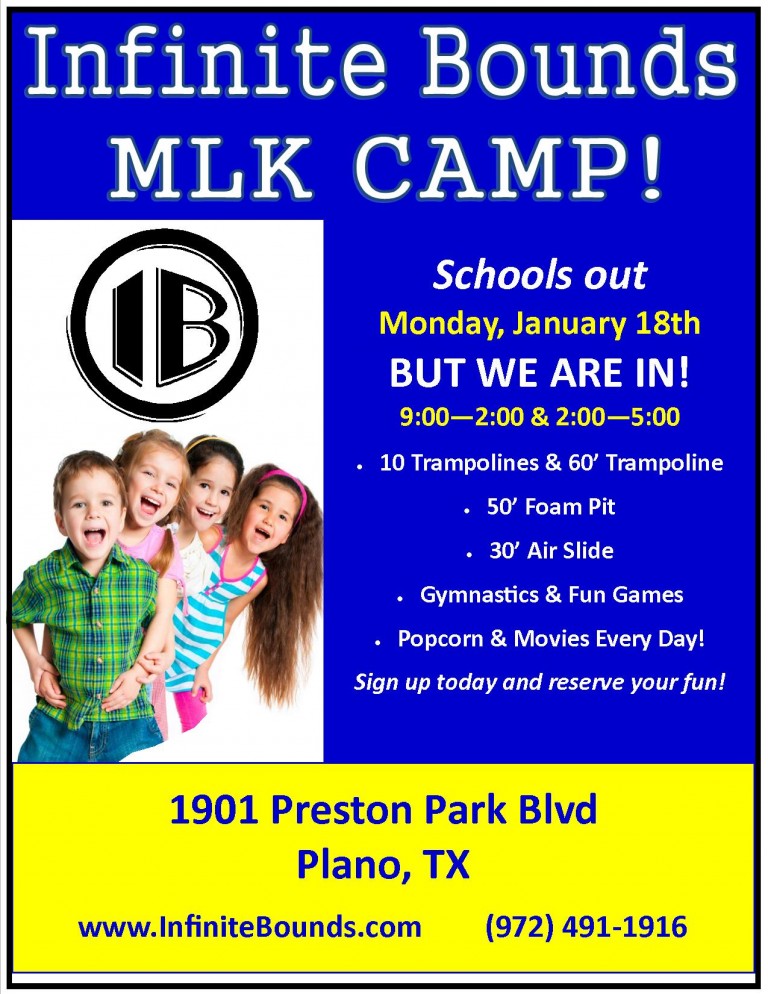 Infinite Bounds
MLK CAMP!
IB
Schools out
Monday, January 18th
BUT WE ARE IN!
9:00—2:00 & 2:00—5:00
• 10 Trampolines & 60’ Trampoline
• 50’ Foam Pit
• 30’ Air Slide
• Gymnastics & Fun Games
• Popcorn & Movies Every Day!
Sign up today and reserve your fun!
1901 Preston Park Blvd
Plano, TX
www.InfiniteBounds.com (972) 491-1916